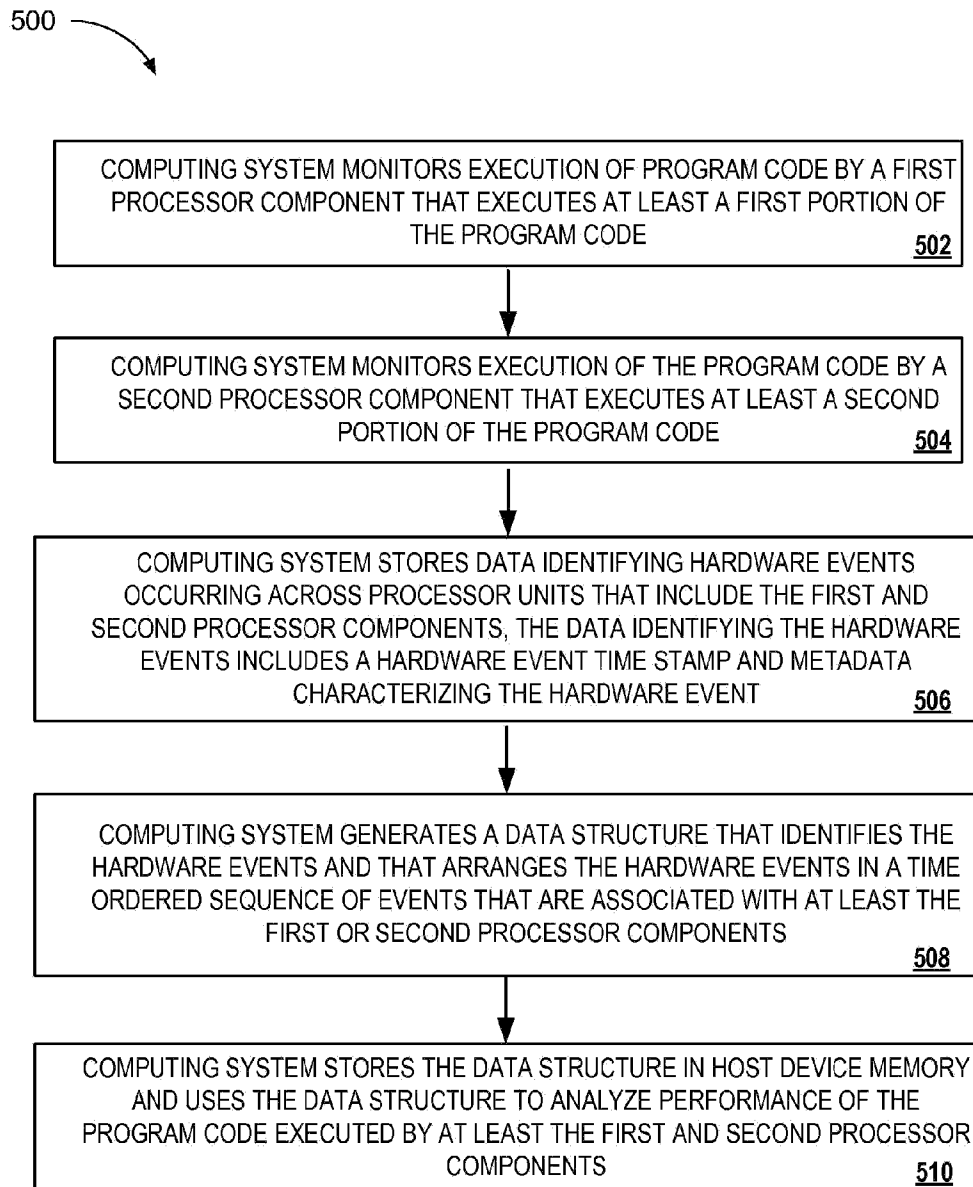 500
COMPUTING SYSTEM MONITORS EXECUTION OF PROGRAM CODE BY A FIRST
PROCESSOR COMPONENT THAT EXECUTES AT LEAST A FIRST PORTION OF
THE PROGRAM CODE
502
COMPUTING SYSTEM MONITORS EXECUTION OF THE PROGRAM CODE BY A
SECOND PROCESSOR COMPONENT THAT EXECUTES AT LEAST A SECOND
PORTION OF THE PROGRAM CODE
504
COMPUTING SYSTEM STORES DATA IDENTIFYING HARDWARE EVENTS
OCCURRING ACROSS PROCESSOR UNITS THAT INCLUDE THE FIRST AND
SECOND PROCESSOR COMPONENTS, THE DATA IDENTIFYING THE HARDWARE
EVENTS INCLUDES A HARDWARE EVENT TIME STAMP AND METADATA
CHARACTERIZING THE HARDWARE EVENT
506
COMPUTING SYSTEM GENERATES A DATA STRUCTURE THAT IDENTIFIES THE
HARDWARE EVENTS AND THAT ARRANGES THE HARDWARE EVENTS IN A TIME
ORDERED SEQUENCE OF EVENTS THAT ARE ASSOCIATED WITH AT LEAST THE
FIRST OR SECOND PROCESSOR COMPONENTS
508
COMPUTING SYSTEM STORES THE DATA STRUCTURE IN HOST DEVICE MEMORY
AND USES THE DATA STRUCTURE TO ANALYZE PERFORMANCE OF THE
PROGRAM CODE EXECUTED BY AT LEAST THE FIRST AND SECOND PROCESSOR
COMPONENTS
510